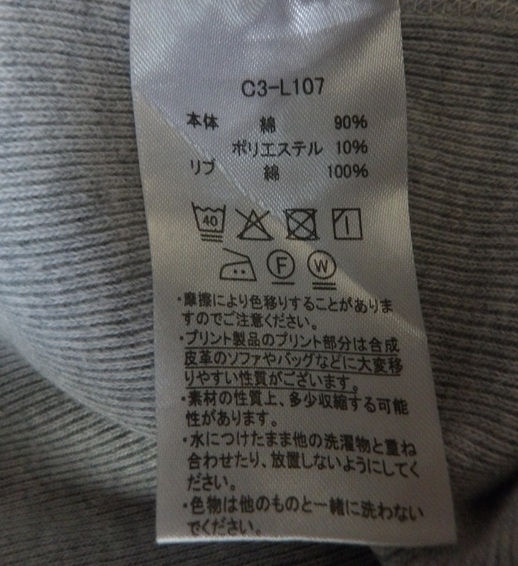 C3-L107
本体 綿 90%
ポリエステル 10%
リブ 綿 100%
40
F W
・摩擦により色移りすることがありま
すのでご注意ください。
・プリント製品のプリント部分は合成
皮革のソファやバッグなどに大変移
りやすい性質がございます。
・素材の性質上、多少収縮する可能
性があります。
・水につけたまま他の洗濯物と重ね
合わせたり、放置しないようにしてく
ださい。
・色物は他のものと一緒に洗わない
でください。